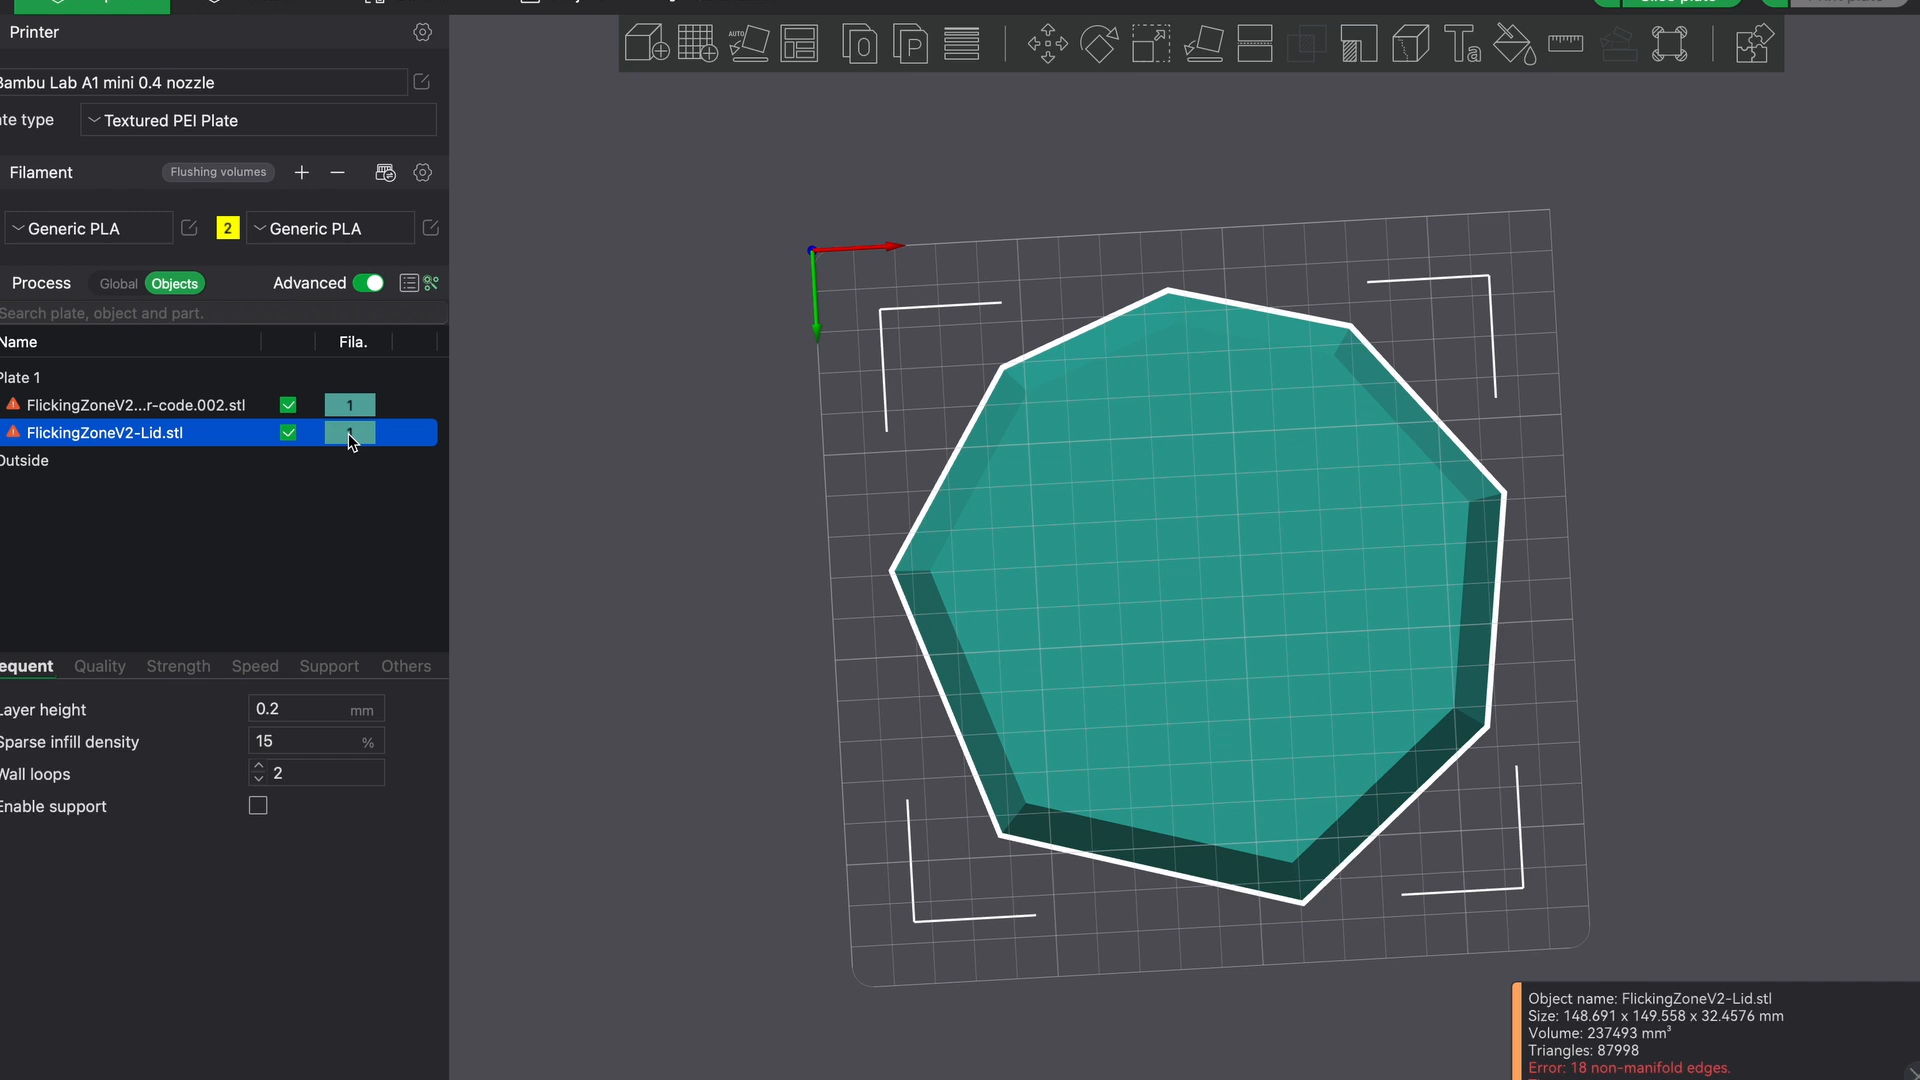 Printer
Bambu Lab A1 mini 0.4 nozzle
te type
Textured PEI Plate
Filament
Flushing volumes
Generic PLA
2
Generic PLA
Process
Global
Objects
Advanced
Search plate, object and part.
Name
Fila.
Plate 1
FlickingZoneV2...r-code.002.stl
1
FlickingZoneV2-Lid.stl
Outside
equent
Quality
Strength
Speed
Support
Others
Layer height
0.2
mm
Sparse infill density
15
%
Wall loops
2
Enable support
AUTO
Object name: FlickingZoneV2-Lid.stl
Size: 148.691 x 149.558 x 32.4576 mm
Volume: 237493 mm³
Triangles: 87998
Error: 18 non-manifold edges.